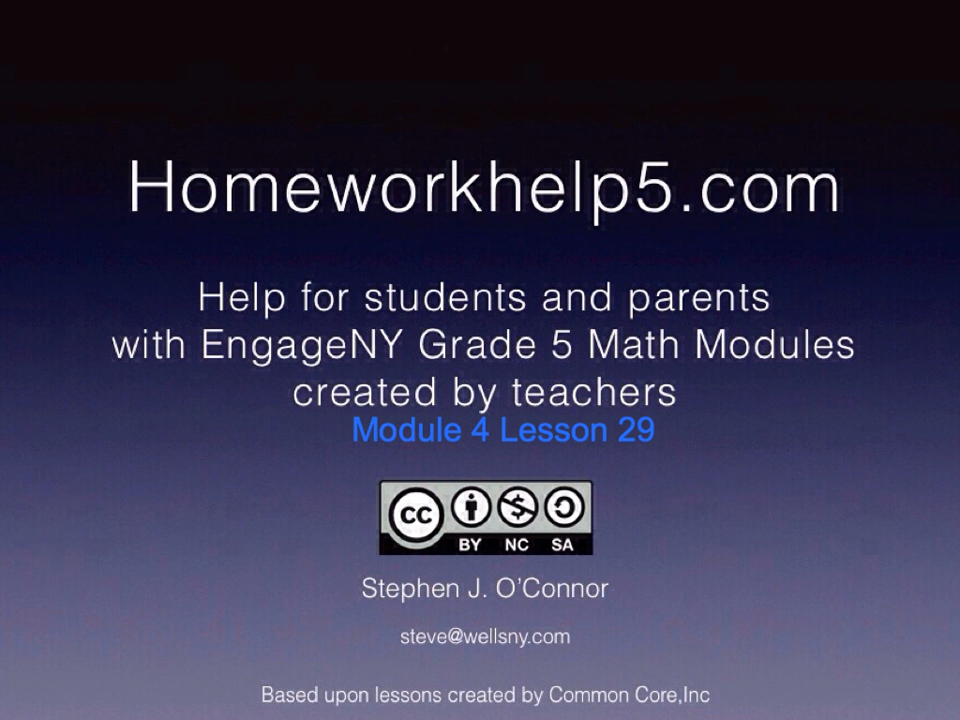 Homeworkhelp5.com
Help for students and parents
with EngageNY Grade 5 Math Modules
created by teachers
Module 4 Lesson 29
cc
BY NC SA
Stephen J. O'Connor
steve@wellsny.com
Based upon lessons created by Common Core,Inc